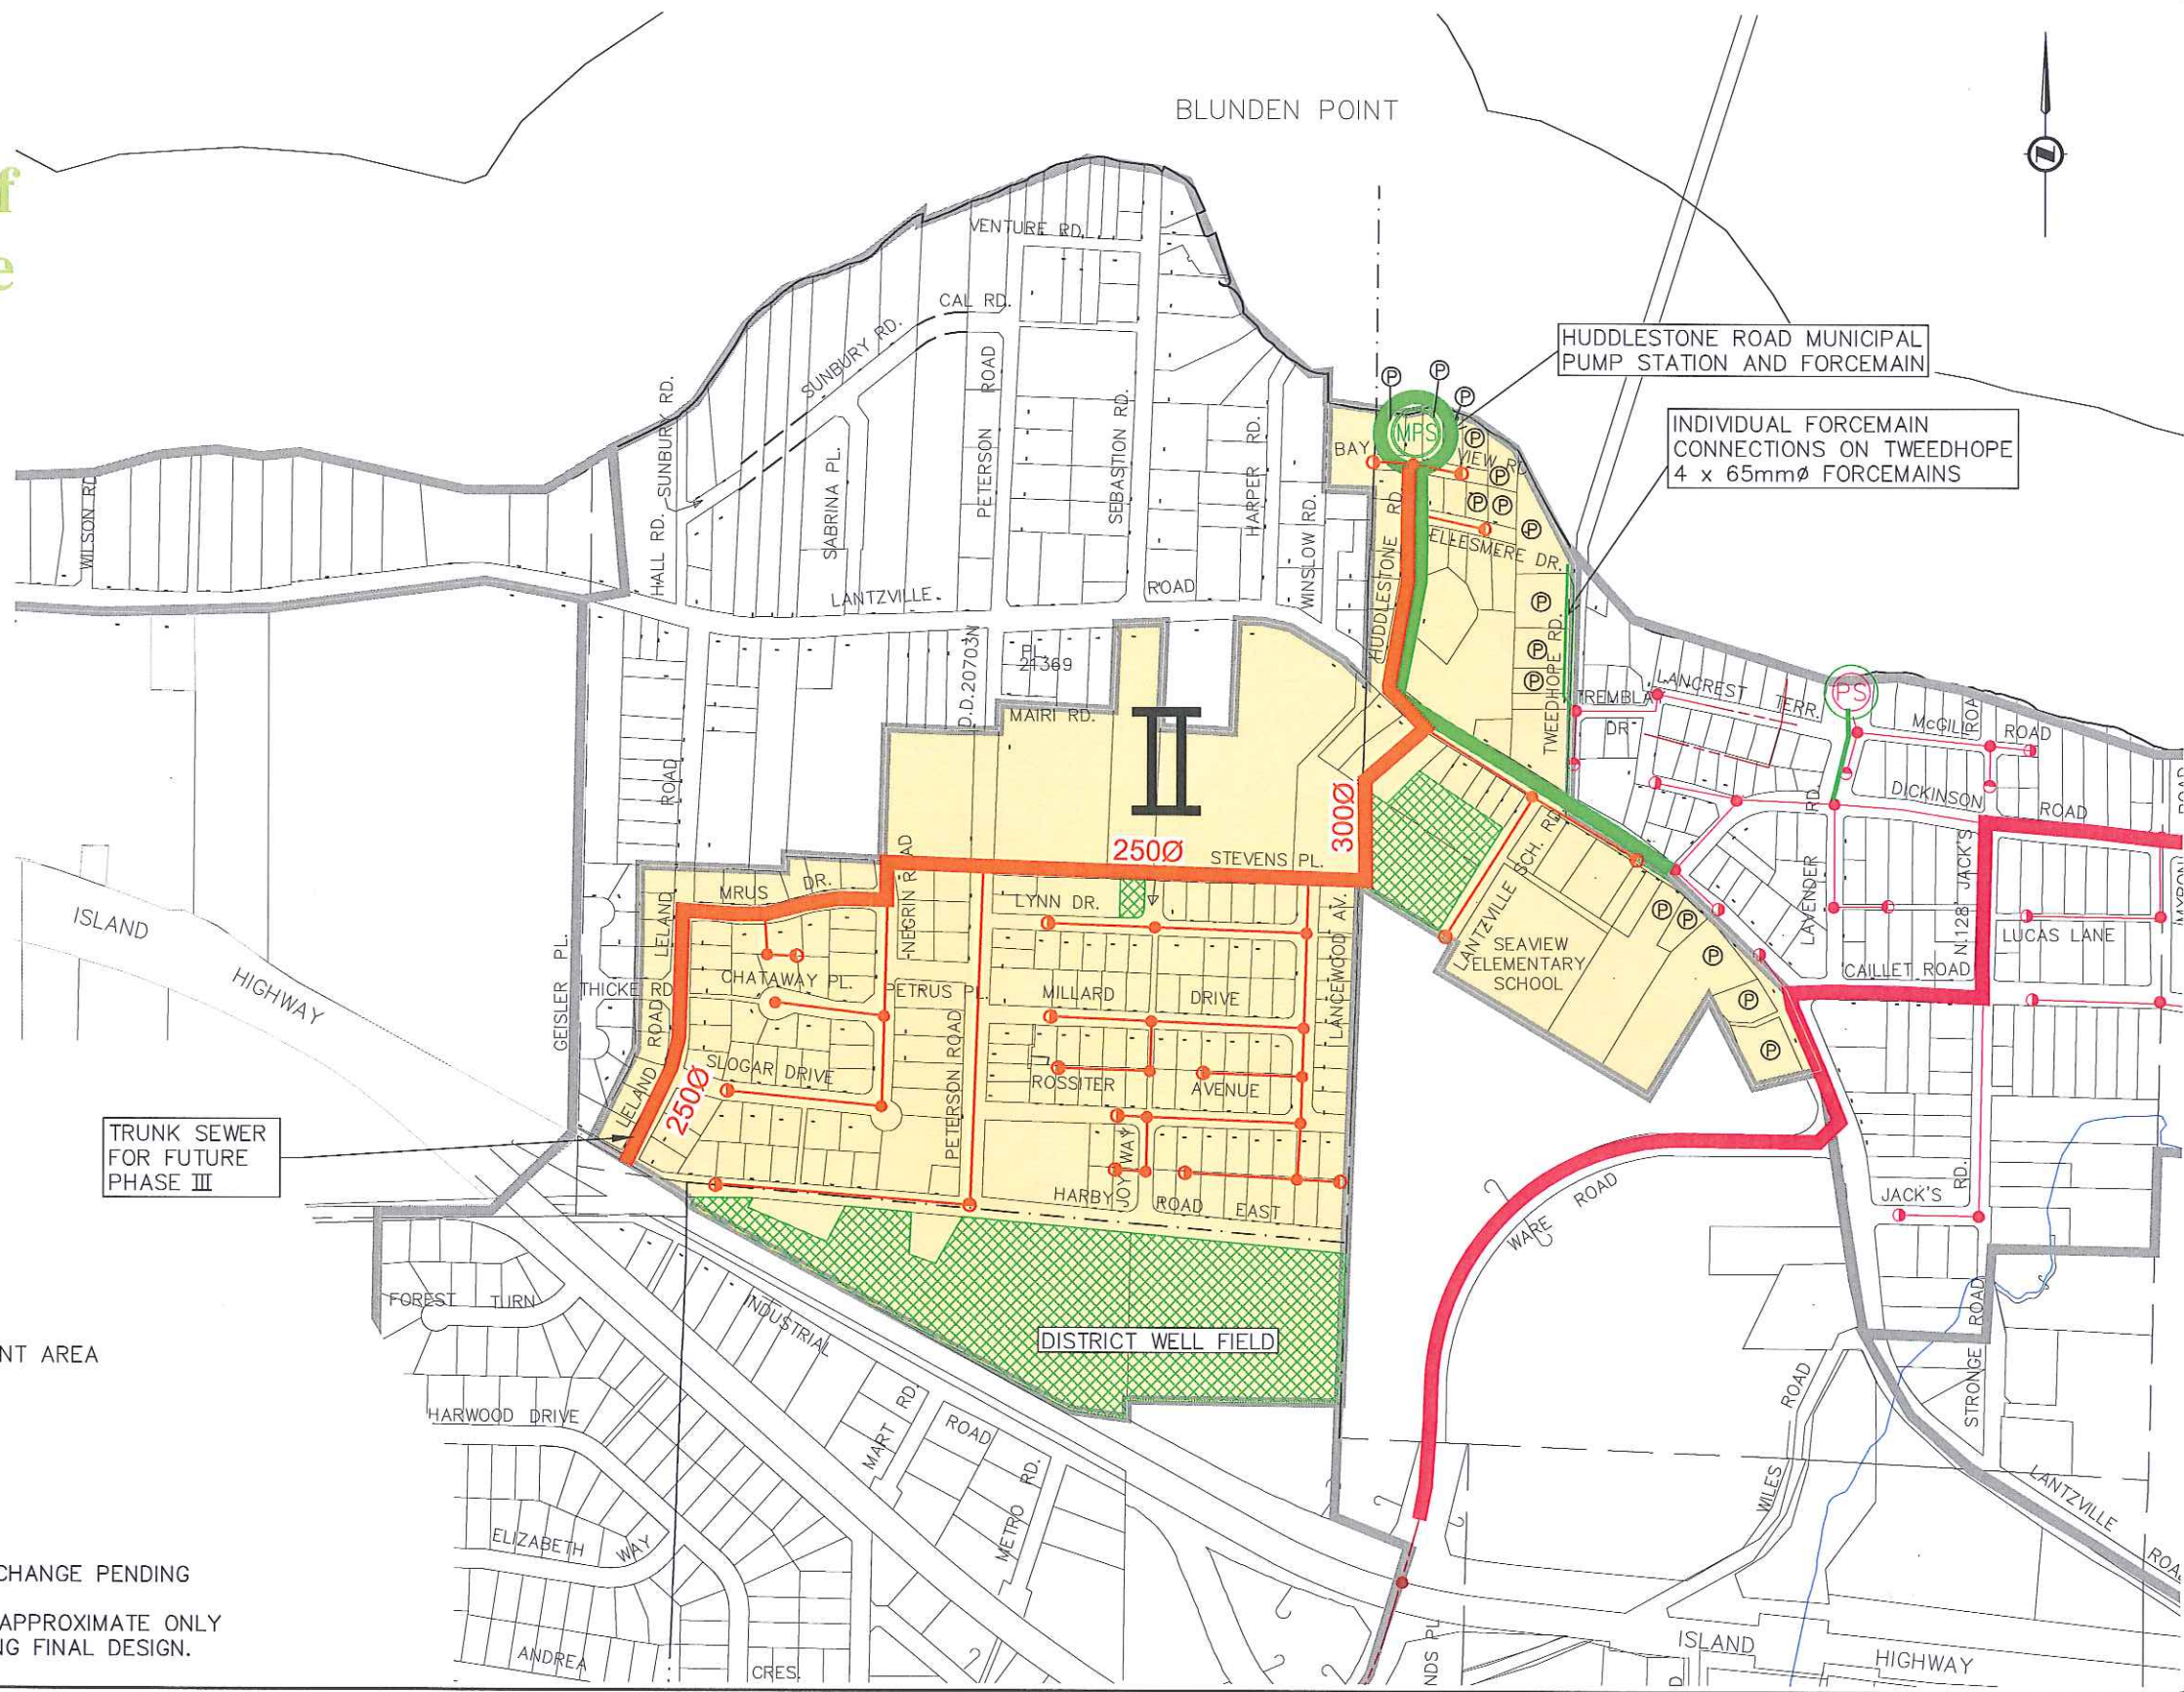 f
e
BLUNDEN POINT
VENTURE RD.
CAL RD.
SUNBURY RD.
SUNBURY RD.
HALL RD.
SABRINA PL.
PETERSON ROAD
SEBASTION RD.
HARPER RD.
WINSLOW RD.
WILSON RD
LANTZVILLE. ROAD
HUDDLESTONE ROAD MUNICIPAL
PUMP STATION AND FORCEMAIN
INDIVIDUAL FORCEMAIN
CONNECTIONS ON TWEEDHOPE
4 x 65mmø FORCEMAINS
P
P
P
P
P
P
P
P
P
P
P
MPS
BAY VIEW RD
ELLESMERE DR.
HUDDLESTONE RD.
TWEEDHOPE RD.
TREMBLA
DR
LANCREST TERR.
PS
McGILL ROAD
ROA
DICKINSON ROAD
LAVENDER RD.
N.128' JACK'S
LUCAS LANE
CAILLET ROAD
MYRON ROAD
D.D.20703N
PL.
21369
MAIRI RD.
II
250Ø
300Ø
STEVENS PL.
ROAD
MRUS DR.
NEGRIN ROAD
LYNN DR.
LELAND ROAD
GEISLER PL.
THICKE RD
CHATAWAY PL.
PETRUS PL.
MILLARD DRIVE
LANCEWOOD AV.
LANTZVILLE SCH. RD.
SEAVIEW
ELEMENTARY
SCHOOL
P
P
P
P
P
ISLAND HIGHWAY
SLOGAR DRIVE
PETERSON ROAD
ROSSITER AVENUE
LELAND
250Ø
TRUNK SEWER
FOR FUTURE
PHASE III
JOY WAY
HARBY ROAD EAST
WARE ROAD
JACK'S RD.
FOREST TURN
INDUSTRIAL
DISTRICT WELL FIELD
STRONGE ROAD
NT AREA
HARWOOD DRIVE
MART RD.
ROAD
METRO RD.
WILES ROAD
LANTZVILLE ROA
ELIZABETH WAY
CHANGE PENDING
APPROXIMATE ONLY
NG FINAL DESIGN.
ANDREA CRES.
NDS PL
ISLAND HIGHWAY